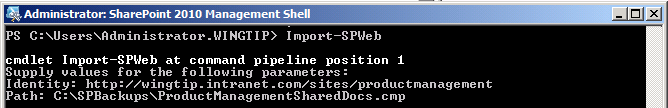 Administrator: SharePoint 2010 Management Shell
PS C:\Users\Administrator.WINGTIP> Import-SPWeb
cmdlet Import-SPWeb at command pipeline position 1
Supply values for the following parameters:
Identity: http://wingtip.intranet.com/sites/productmanagement
Path: C:\SPBackups\ProductManagementSharedDocs.cmp